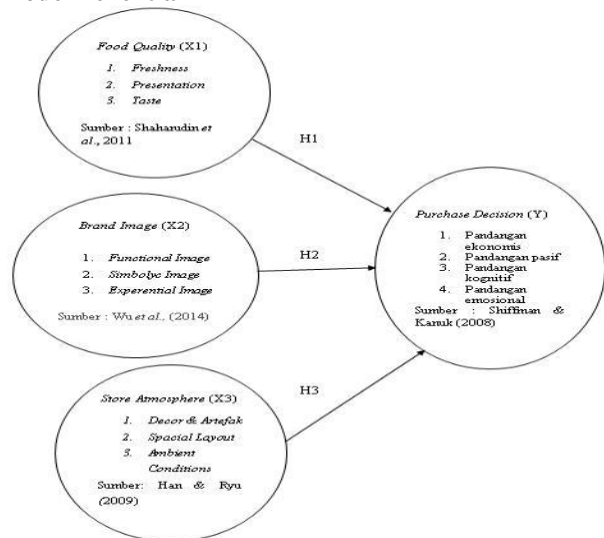 Food Quality (X1)
1. Freshness
2. Presentation
3. Taste
Sumber : Shaharudin et
al., 2011
H1
Brand Image (X2)
1. Functional Image
2. Simbolyc Image
3. Experential Image
Sumber : Wu et al., (2014)
H2
Store Atmosphere (X3)
1. Decor & Artefak
2. Spacial Layout
3. Ambient
Conditions
Sumber: Han & Ryu
(2009)
H3
Purchase Decision (Y)
1. Pandangan
ekonomis
2. Pandangan pasif
3. Pandangan
kognitif
4. Pandangan
emosional
Sumber : Shiffman &
Kanuk (2008)